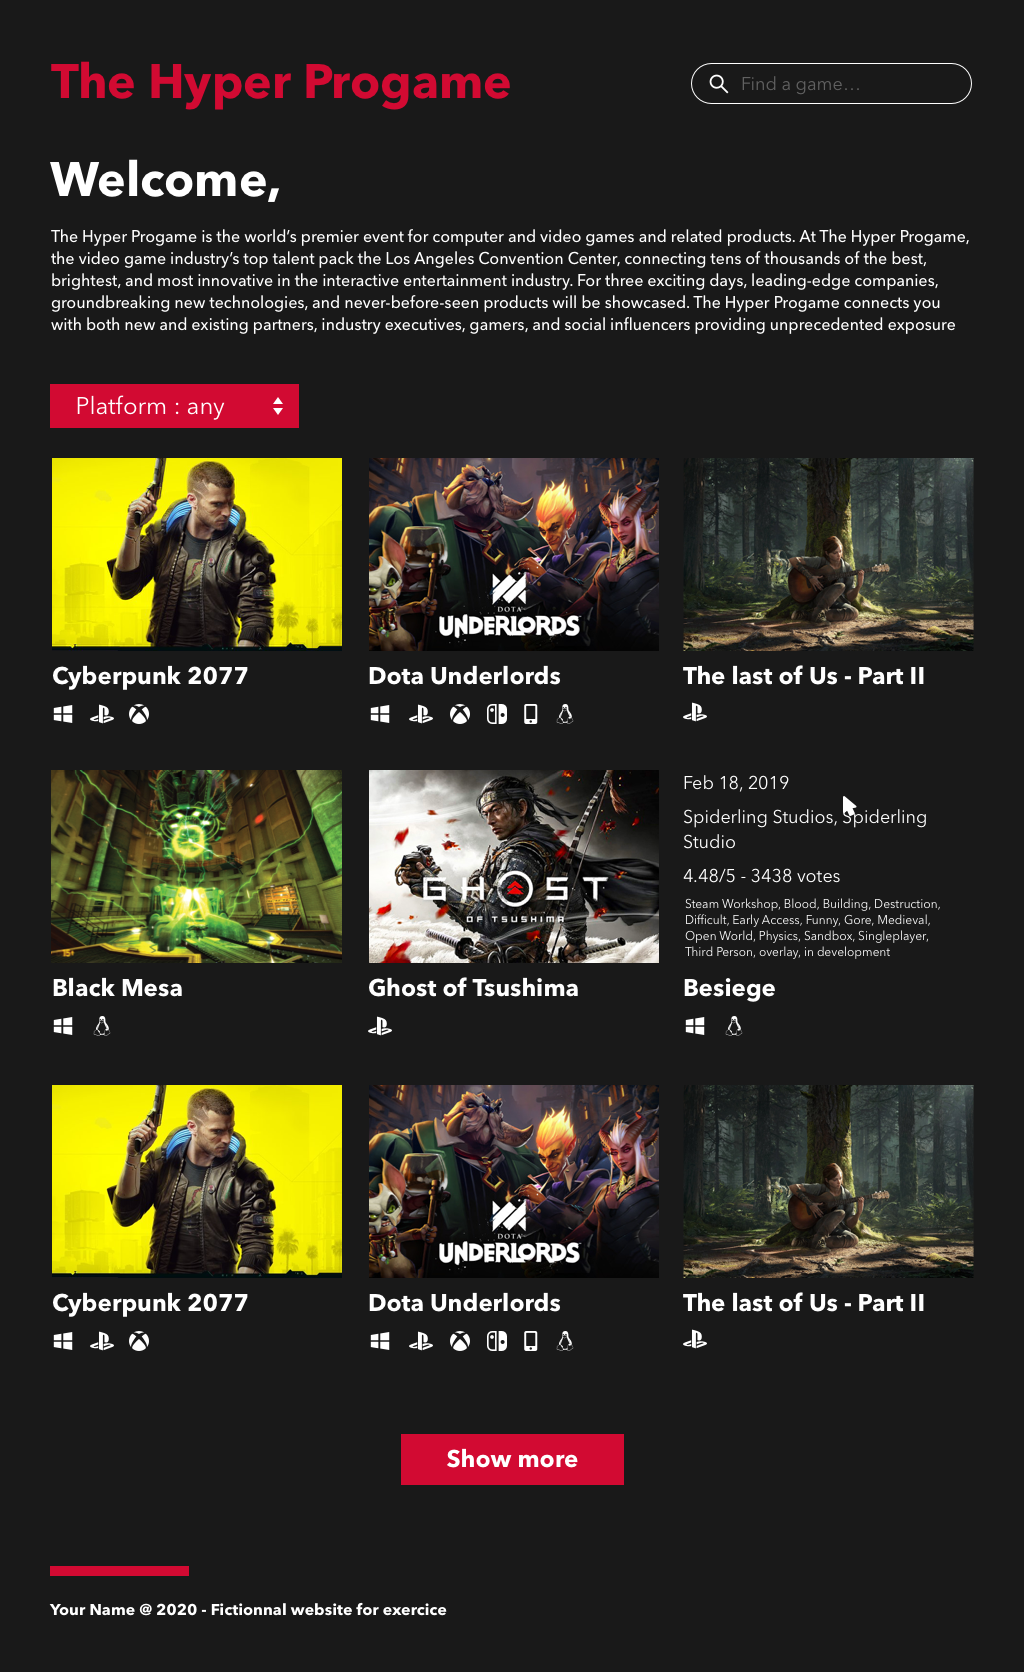 The Hyper Progame
Find a game...
Welcome,
The Hyper Progame is the world’s premier event for computer and video games and related products. At The Hyper Progame,
the video game industry’s top talent pack the Los Angeles Convention Center, connecting tens of thousands of the best,
brightest, and most innovative in the interactive entertainment industry. For three exciting days, leading-edge companies,
groundbreaking new technologies, and never-before-seen products will be showcased. The Hyper Progame connects you
with both new and existing partners, industry executives, gamers, and social influencers providing unprecedented exposure
Platform : any
DOTA
UNDERLORDS
Cyberpunk 2077
Dota Underlords
The last of Us - Part II
15+
GHOST
OF TSUSHIMA
Feb 18, 2019
Spiderling Studios, Spiderling
Studio
4.48/5 - 3438 votes
Steam Workshop, Blood, Building, Destruction,
Difficult, Early Access, Funny, Gore, Medieval,
Open World, Physics, Sandbox, Singleplayer,
Third Person, overlay, in development
Black Mesa
Ghost of Tsushima
Besiege
DOTA
UNDERLORDS
Cyberpunk 2077
Dota Underlords
The last of Us - Part II
Show more
Your Name @ 2020 - Fictionnal website for exercice